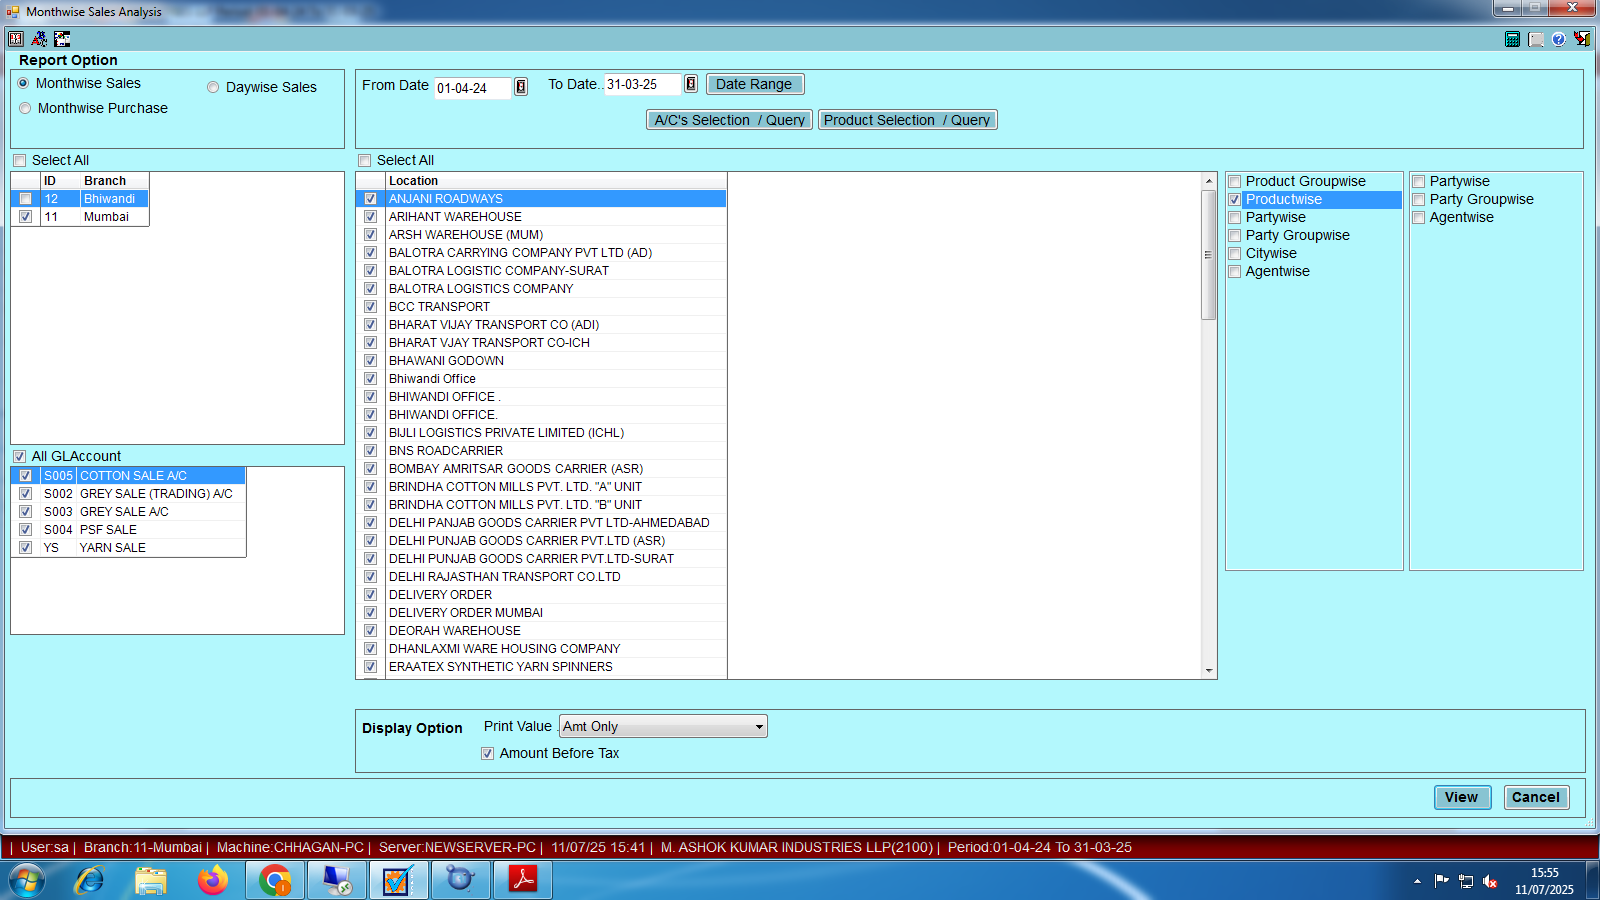 Monthwise Sales Analysis
Report Option
Monthwise Sales
Daywise Sales
Monthwise Purchase
From Date 01-04-24
To Date.. 31-03-25
Date Range
A/C's Selection / Query
Product Selection / Query
Select All
ID Branch
12 Bhiwandi
11 Mumbai
All GLAccount
S005 COTTON SALE A/C
S002 GREY SALE (TRADING) A/C
S003 GREY SALE A/C
S004 PSF SALE
YS YARN SALE
Select All
Location
ANJANI ROADWAYS
ARIHANT WAREHOUSE
ARSH WAREHOUSE (MUM)
BALOTRA CARRYING COMPANY PVT LTD (AD)
BALOTRA LOGISTIC COMPANY-SURAT
BALOTRA LOGISTICS COMPANY
BCC TRANSPORT
BHARAT VIJAY TRANSPORT CO (ADI)
BHARAT VJAY TRANSPORT CO-ICH
BHAWANI GODOWN
Bhiwandi Office
BHIWANDI OFFICE .
BHIWANDI OFFICE.
BIJLI LOGISTICS PRIVATE LIMITED (ICHL)
BNS ROADCARRIER
BOMBAY AMRITSAR GOODS CARRIER (ASR)
BRINDHA COTTON MILLS PVT. LTD. "A" UNIT
BRINDHA COTTON MILLS PVT. LTD. "B" UNIT
DELHI PANJAB GOODS CARRIER PVT LTD-AHMEDABAD
DELHI PUNJAB GOODS CARRIER PVT.LTD (ASR)
DELHI PUNJAB GOODS CARRIER PVT.LTD-SURAT
DELHI RAJASTHAN TRANSPORT CO.LTD
DELIVERY ORDER
DELIVERY ORDER MUMBAI
DEORAH WAREHOUSE
DHANLAXMI WARE HOUSING COMPANY
ERAATEX SYNTHETIC YARN SPINNERS
Product Groupwise
Productwise
Partywise
Party Groupwise
Citywise
Agentwise
Partywise
Party Groupwise
Agentwise
Display Option
Print Value . Amt Only
Amount Before Tax
View
Cancel
| User:sa | Branch:11-Mumbai | Machine:CHHAGAN-PC | Server:NEWSERVER-PC | 11/07/25 15:41 | M. ASHOK KUMAR INDUSTRIES LLP(2100) | Period:01-04-24 To 31-03-25
15:55
11/07/2025